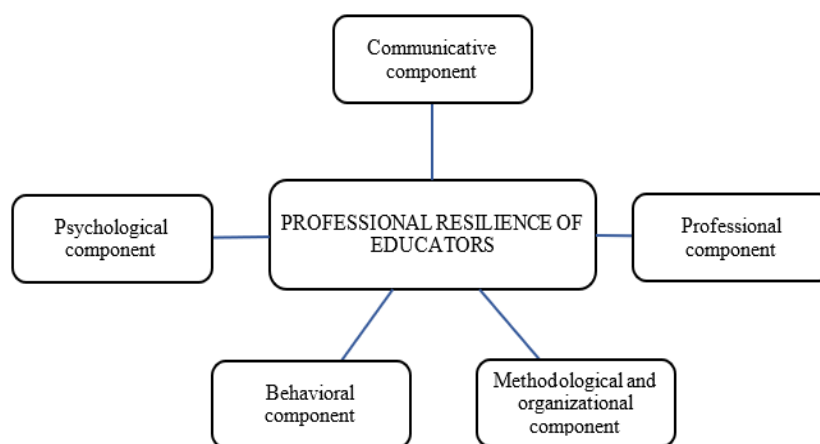 Communicative
component
Psychological
component
PROFESSIONAL RESILIENCE OF
EDUCATORS
Professional
component
Behavioral
component
Methodological and
organizational
component